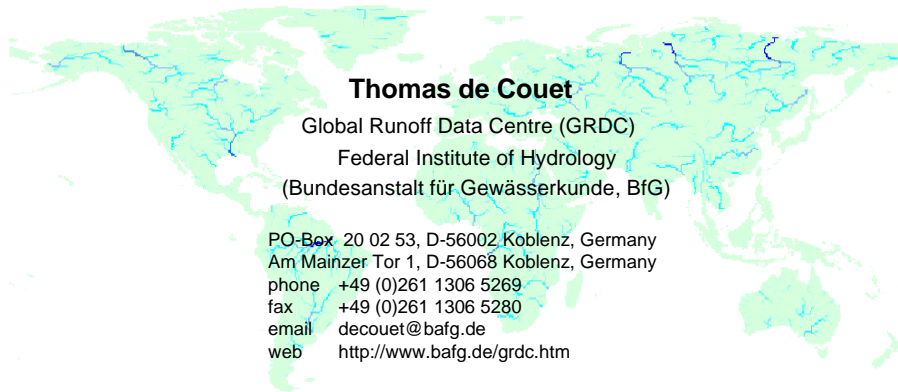 Thomas de Couet
Global Runoff Data Centre (GRDC)
Federal Institute of Hydrology
(Bundesanstalt für Gewässerkunde, BfG)
PO-Box 20 02 53, D-56002 Koblenz, Germany
Am Mainzer Tor 1, D-56068 Koblenz, Germany
phone +49 (0)261 1306 5269
fax +49 (0)261 1306 5280
email decouet@bafg.de
web http://www.bafg.de/grdc.htm